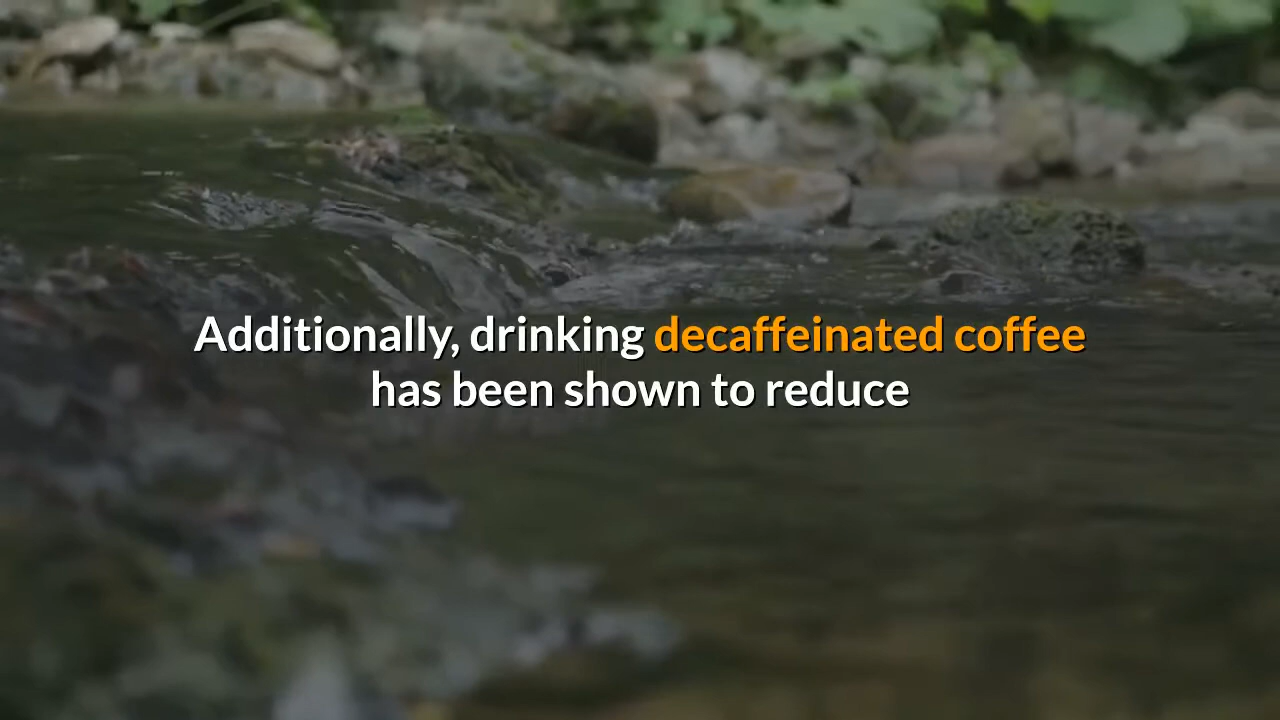 Additionally, drinking decaffeinated coffee
has been shown to reduce